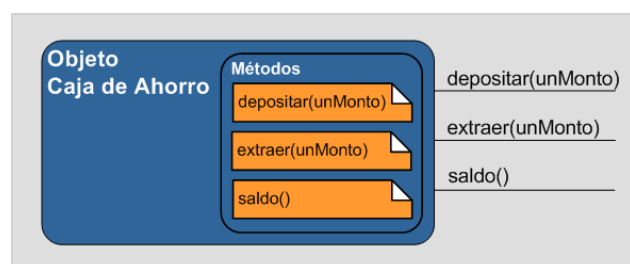 Objeto
Caja de Ahorro
Métodos
depositar(unMonto)
extraer(unMonto)
saldo()
depositar(unMonto)
extraer(unMonto)
saldo()